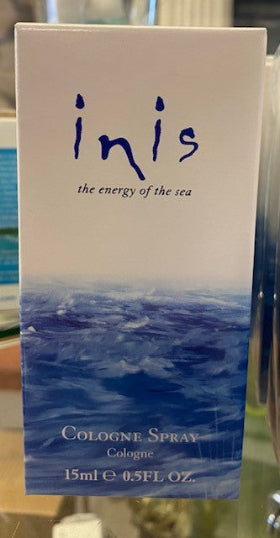 inis
the energy of the sea
COLOGNE SPRAY
Cologne
15ml ℮ 0.5FL OZ.